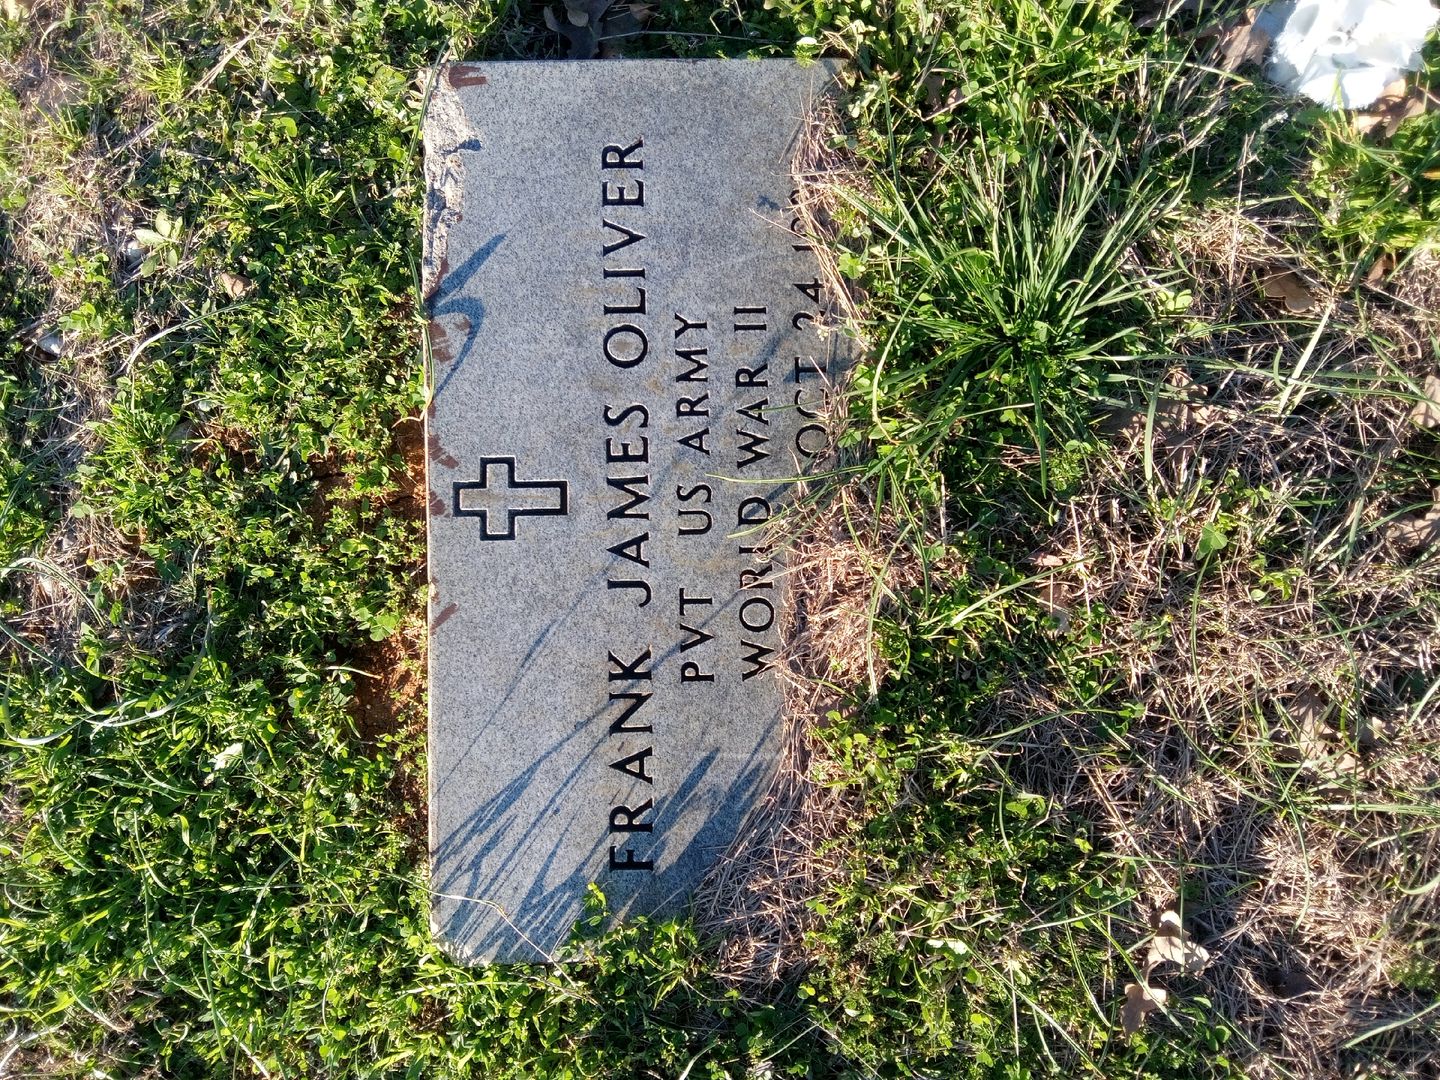 FRANK JAMES OLIVER
PVT US ARMY
WORLD WAR II
OCT 24